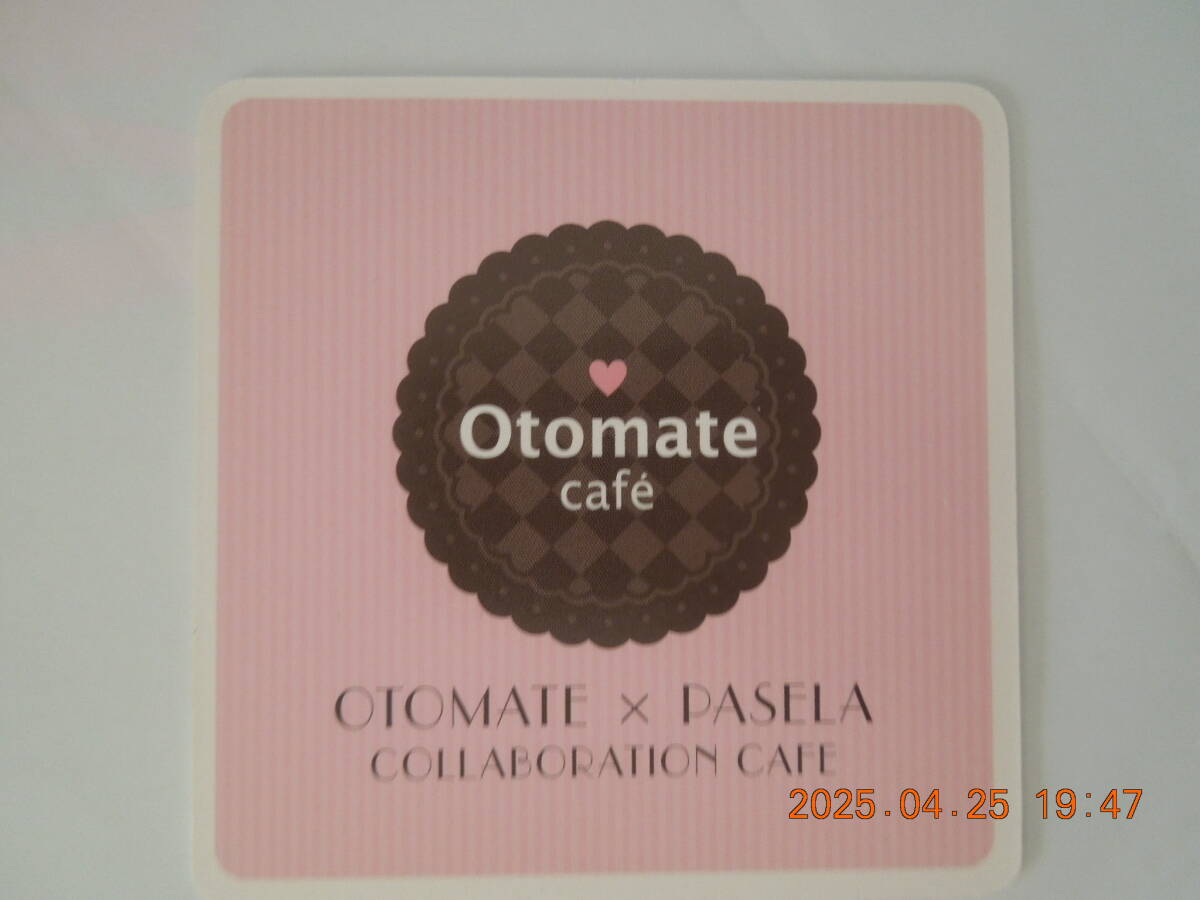 Otomate
café
OTOMATE × PASELA
COLLABORATION CAFE
2025.04.25 19:47